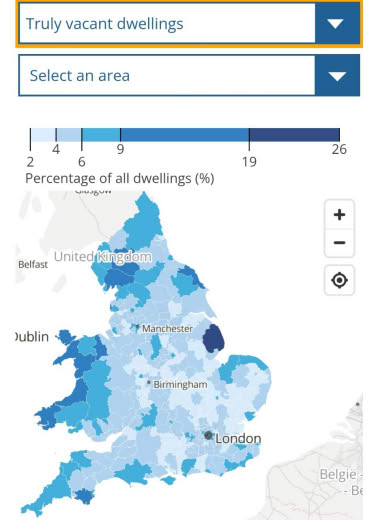 Truly vacant dwellings
Select an area
2 4 6 9 19 26
Percentage of all dwellings (%)
Glasgow
+
United Kingdom
Belfast
−
Dublin
Manchester
Birmingham
London
België -
- Be